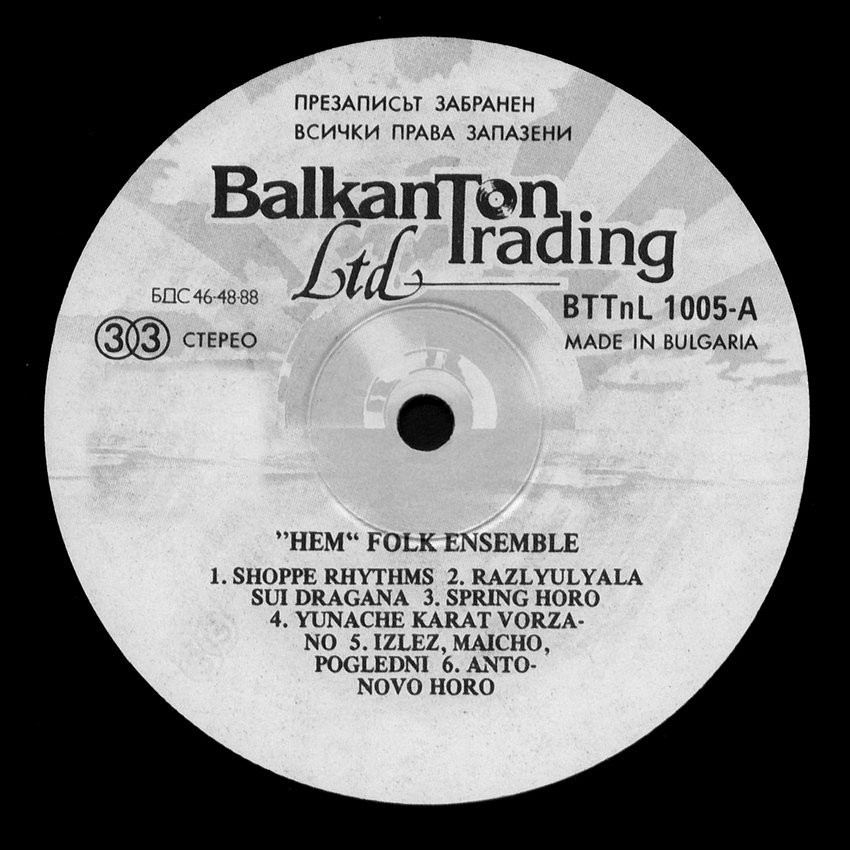 ПРЕЗАПИСЪТ ЗАБРАНЕН
ВСИЧКИ ПРАВА ЗАПАЗЕНИ
BalkanTon
Trading
Ltd
БДС 46-48-88
BTTnL 1005-A
33 СТЕРЕО
MADE IN BULGARIA
”HEM“ FOLK ENSEMBLE
1. SHOPPE RHYTHMS 2. RAZLYULYALA
SUI DRAGANA 3. SPRING HORO
4. YUNACHE KARAT VORZA-
NO 5. IZLEZ, MAICHO,
POGLEDNI 6. ANTO-
NOVO HORO